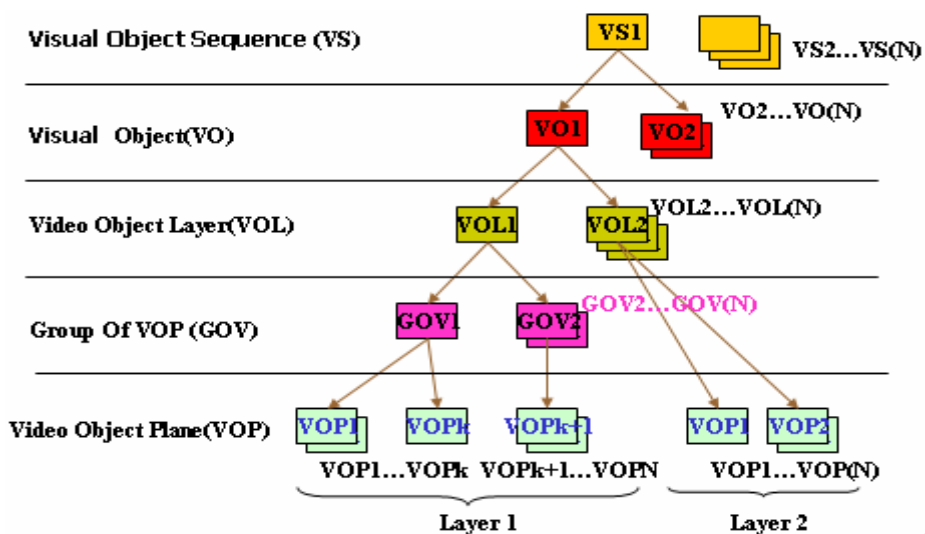 Visual Object Sequence (VS)
VS1
VS2...VS(N)
Visual Object(VO)
VO1
VO2
VO2...VO(N)
Video Object Layer(VOL)
VOL1
VOL2
VOL2...VOL(N)
Group Of VOP (GOV)
GOV1
GOV2
GOV2...GOV(N)
Video Object Plane(VOP)
VOP1
VOPk
VOPk+1
VOP1
VOP2
VOP1...VOPk
VOPk+1...VOPN
VOP1...VOP(N)
Layer 1
Layer 2